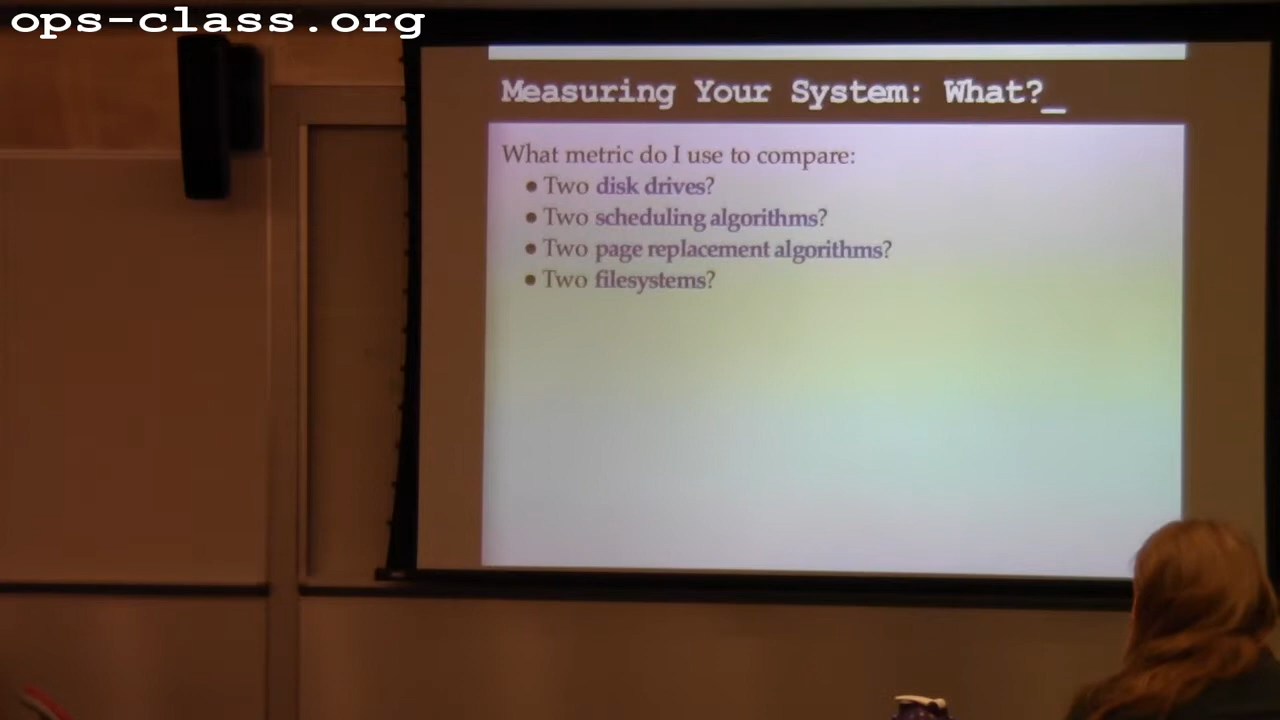 ops-class.org
Measuring Your System: What?_
What metric do I use to compare:
• Two disk drives?
• Two scheduling algorithms?
• Two page replacement algorithms?
• Two filesystems?